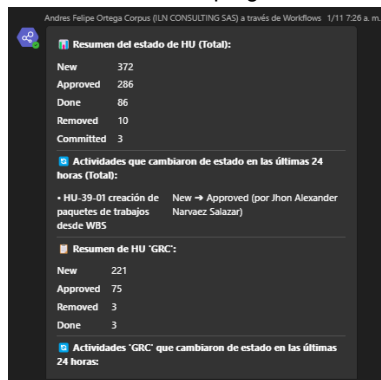 Andres Felipe Ortega Corpus (ILN CONSULTING SAS) a través de Workflows 1/11 7:26 a. m.
📊 Resumen del estado de HU (Total):
New 372
Approved 286
Done 86
Removed 10
Committed 3
🔄 Actividades que cambiaron de estado en las últimas
24 horas (Total):
• HU-39-01 creación de paquetes de trabajos desde WBS
New ➔ Approved (por Jhon Alexander Narvaez Salazar)
📋 Resumen de HU 'GRC':
New 221
Approved 75
Removed 3
Done 3
🔄 Actividades 'GRC' que cambiaron de estado en las últimas
24 horas: